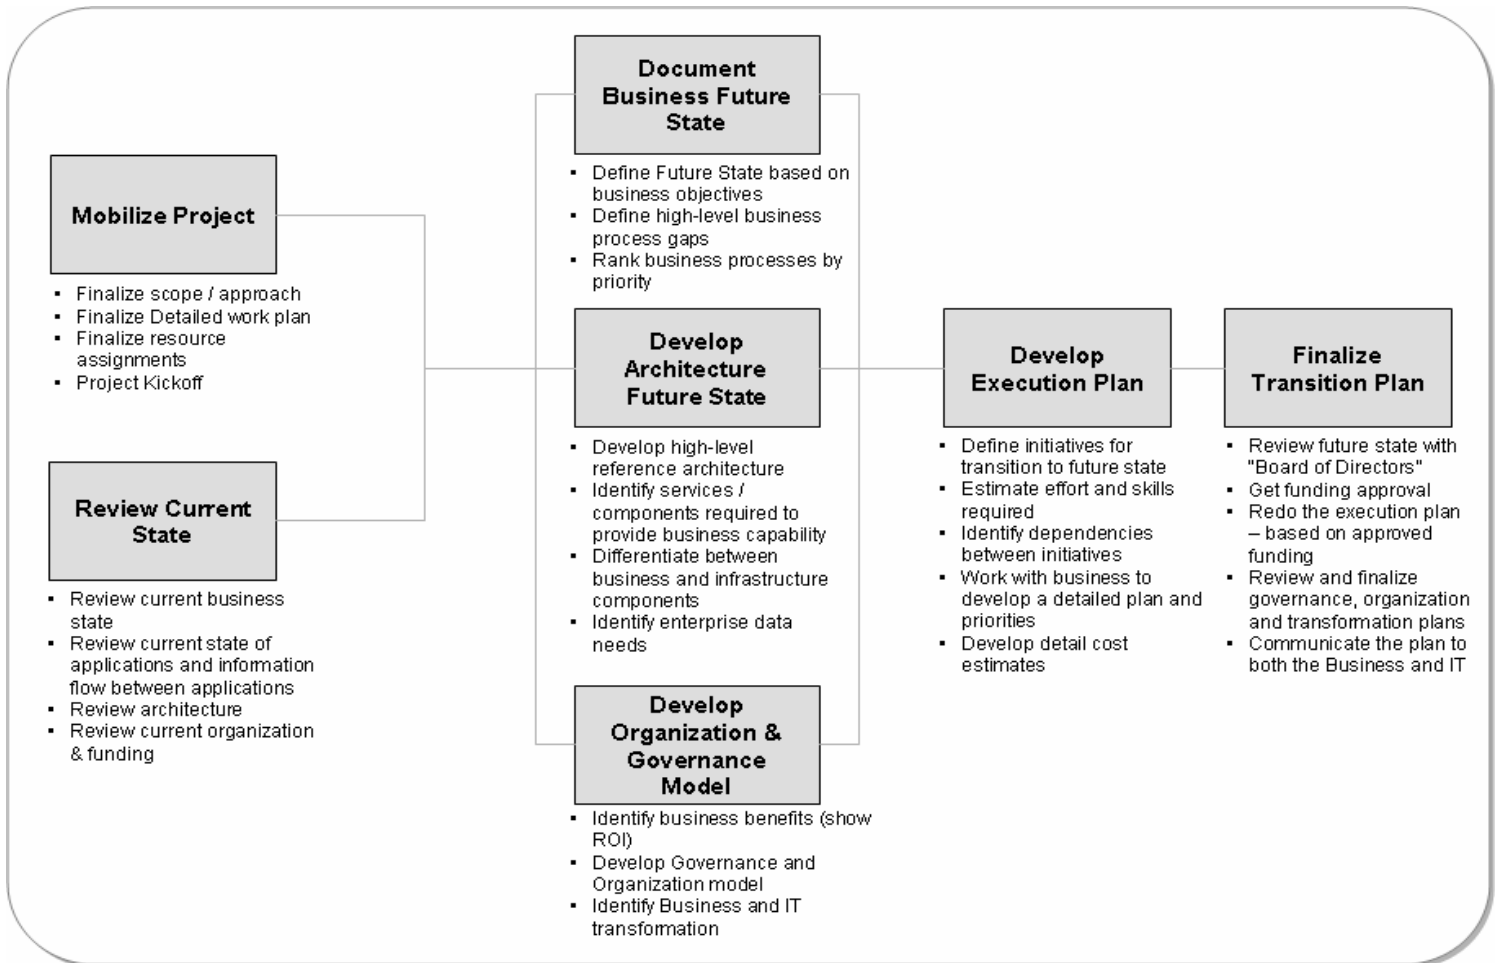 Mobilize Project
▪ Finalize scope / approach
▪ Finalize Detailed work plan
▪ Finalize resource
assignments
▪ Project Kickoff
Review Current
State
▪ Review current business
state
▪ Review current state of
applications and information
flow between applications
▪ Review architecture
▪ Review current organization
& funding
Document
Business Future
State
▪ Define Future State based on
business objectives
▪ Define high-level business
process gaps
▪ Rank business processes by
priority
Develop
Architecture
Future State
▪ Develop high-level
reference architecture
▪ Identify services /
components required to
provide business capability
▪ Differentiate between
business and infrastructure
components
▪ Identify enterprise data
needs
Develop
Organization &
Governance
Model
▪ Identify business benefits (show
ROI)
▪ Develop Governance and
Organization model
▪ Identify Business and IT
transformation
Develop
Execution Plan
▪ Define initiatives for
transition to future state
▪ Estimate effort and skills
required
▪ Identify dependencies
between initiatives
▪ Work with business to
develop a detailed plan and
priorities
▪ Develop detail cost
estimates
Finalize
Transition Plan
▪ Review future state with
"Board of Directors"
▪ Get funding approval
▪ Redo the execution plan
– based on approved
funding
▪ Review and finalize
governance, organization
and transformation plans
▪ Communicate the plan to
both the Business and IT